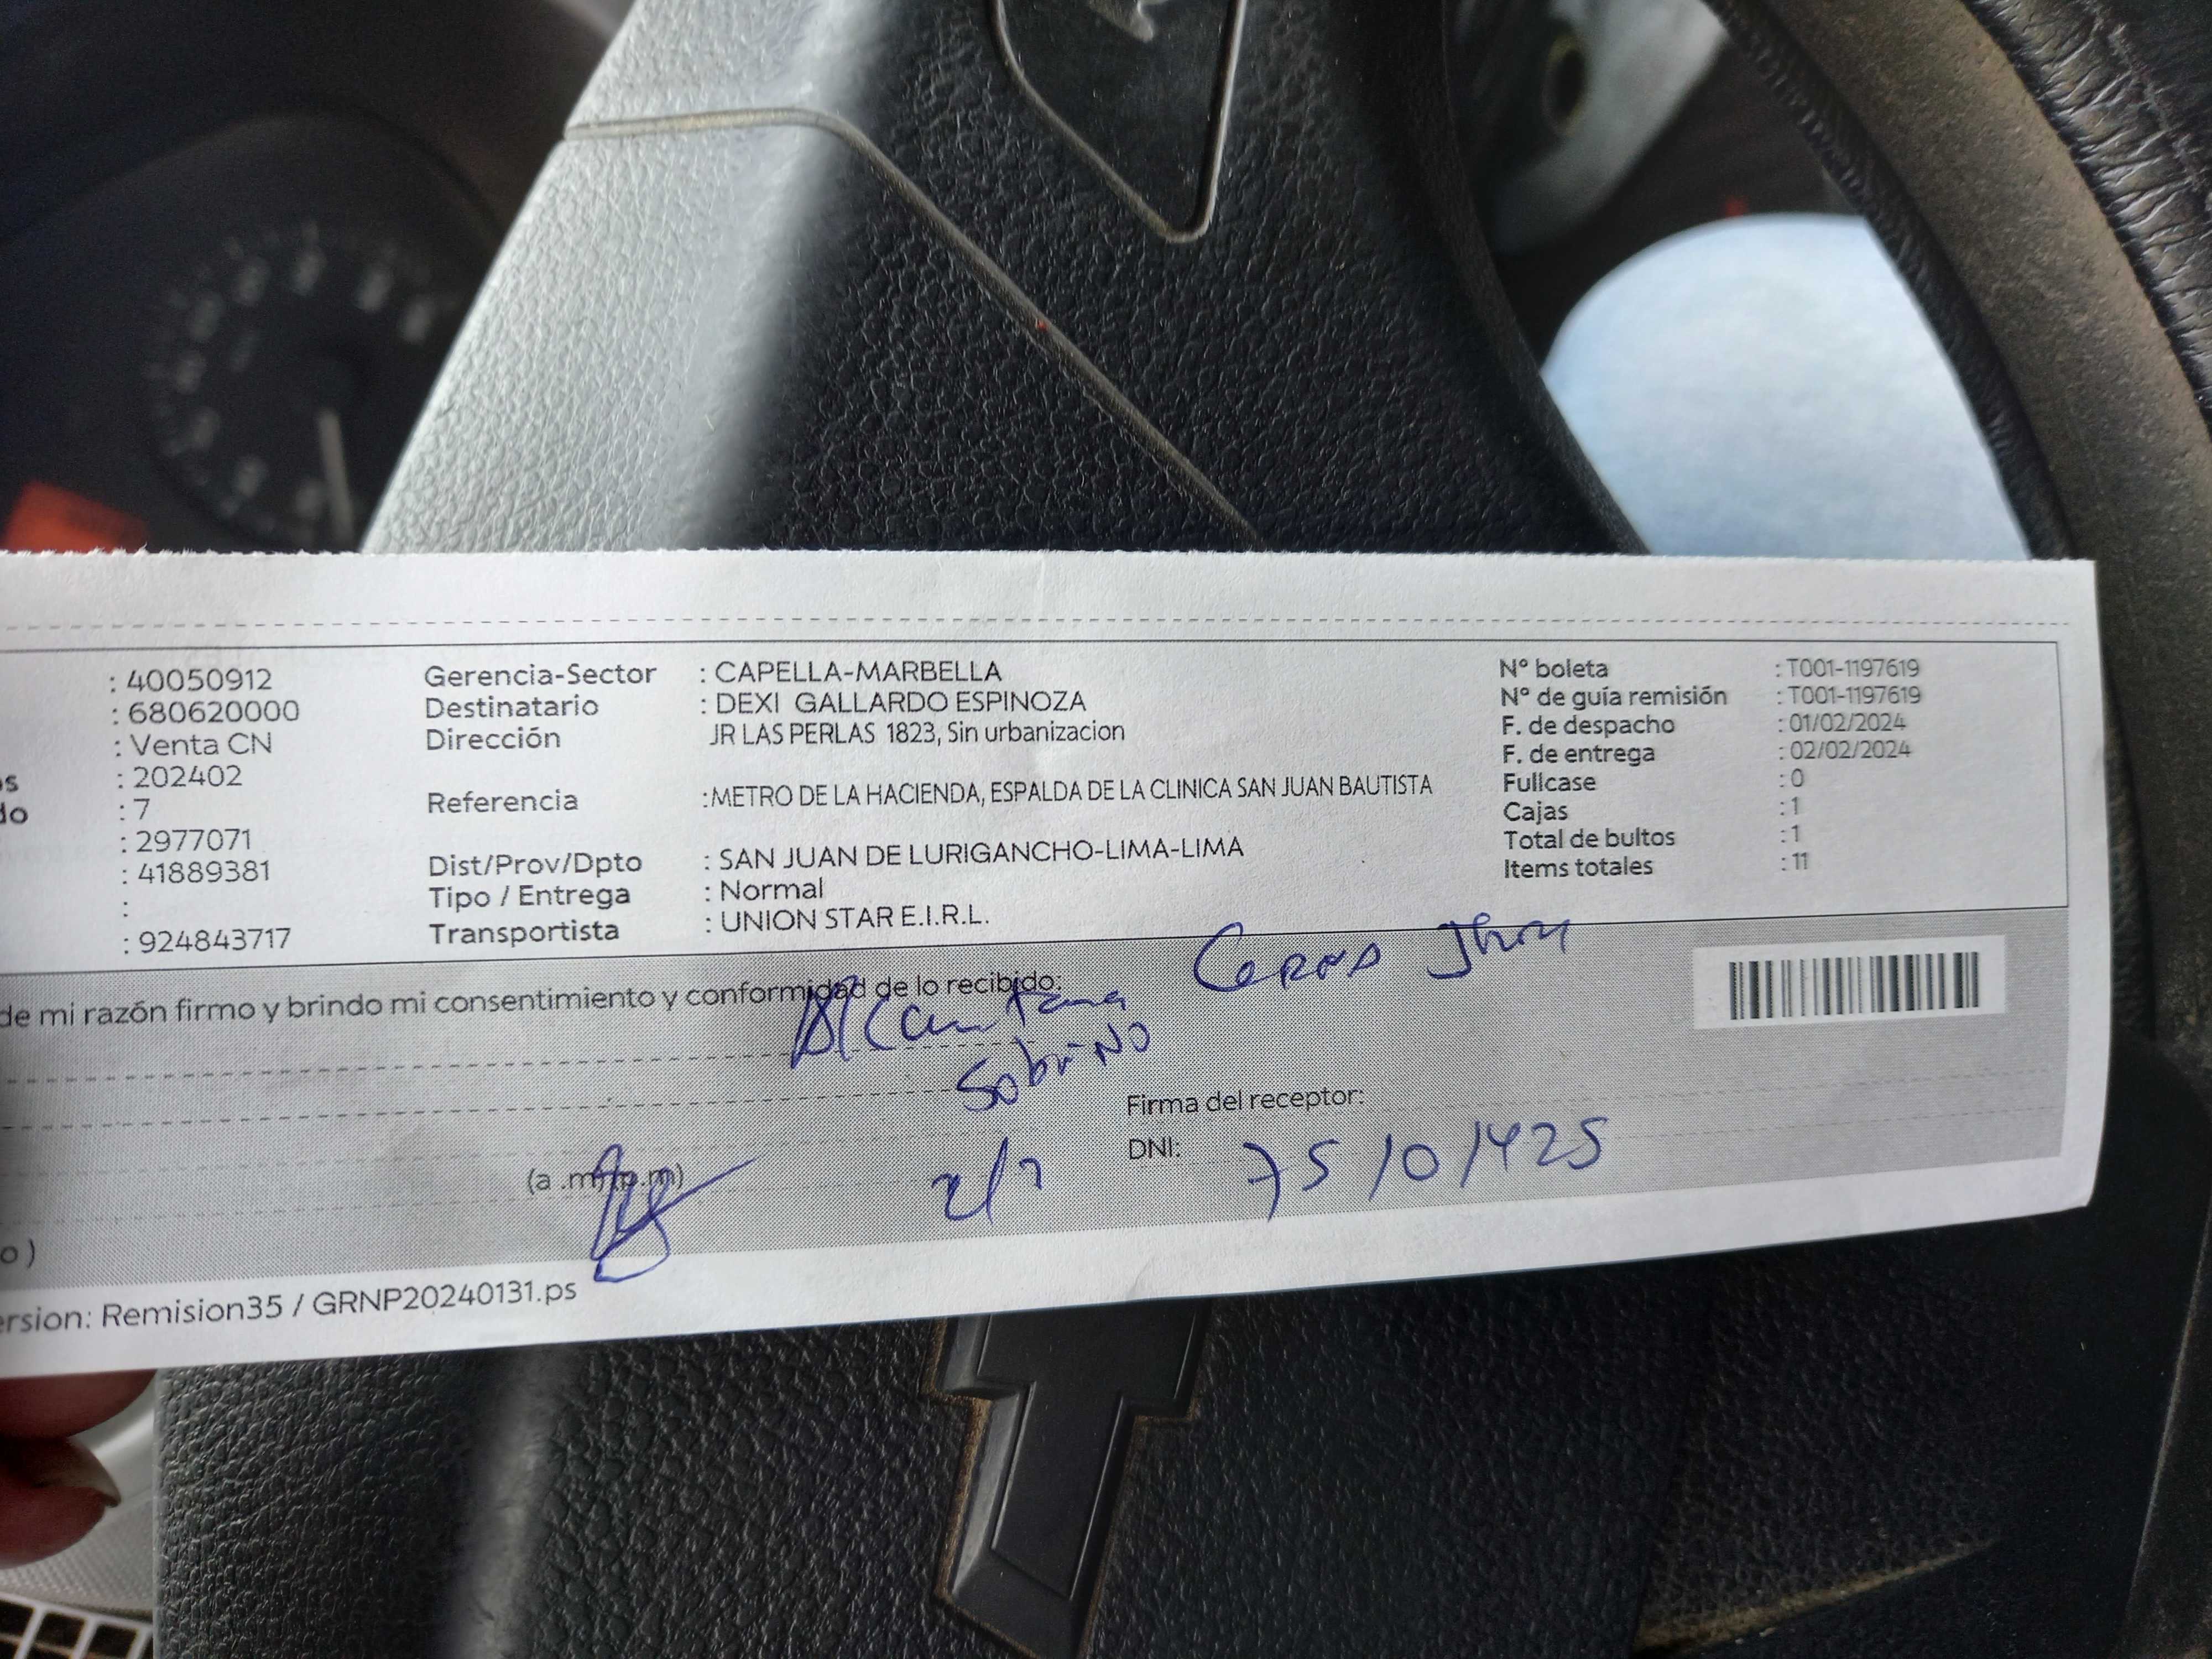 : 40050912 Gerencia-Sector : CAPELLA-MARBELLA Nº boleta : T001-1197619
: 680620000 Destinatario : DEXI GALLARDO ESPINOZA Nº de guía remisión : T001-1197619
: Venta CN Dirección JR LAS PERLAS 1823, Sin urbanizacion F. de despacho : 01/02/2024
: 202402 F. de entrega : 02/02/2024
: 7 Referencia : METRO DE LA HACIENDA, ESPALDA DE LA CLINICA SAN JUAN BAUTISTA Fullcase : 0
: 2977071 Cajas : 1
: 41889381 Dist/Prov/Dpto : SAN JUAN DE LURIGANCHO-LIMA-LIMA Total de bultos : 1
: Tipo / Entrega : Normal Items totales : 11
: 924843717 Transportista : UNION STAR E.I.R.L.
de mi razón firmo y brindo mi consentimiento y conformidad de lo recibido:
Alcantara Cerna Jhon
Sobrino
Firma del receptor:
(a .m/p.m) DNI: 75101425
o )
ersion: Remision35 / GRNP20240131.ps